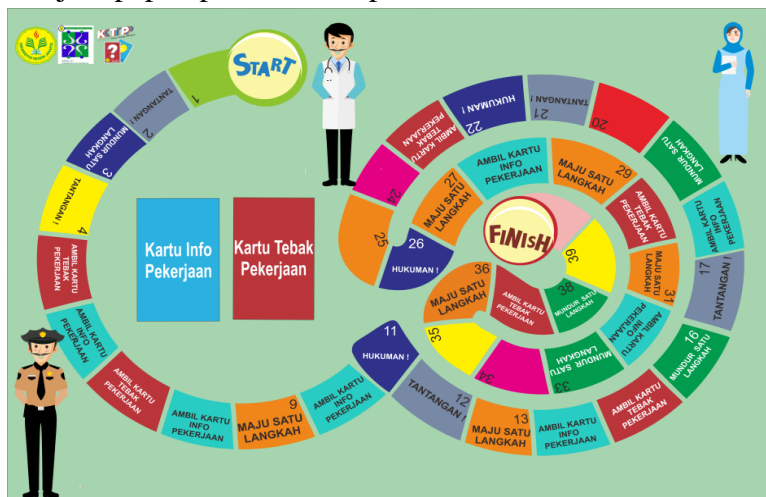 KTP
START
1
TANTANGAN !
2
MUNDUR SATU
LANGKAH
3
TANTANGAN !
4
AMBIL KARTU
TEBAK
PEKERJAAN
AMBIL KARTU
INFO
PEKERJAAN
AMBIL KARTU
TEBAK
PEKERJAAN
AMBIL KARTU
INFO
PEKERJAAN
9
MAJU SATU
LANGKAH
AMBIL KARTU
INFO
PEKERJAAN
11
HUKUMAN !
12
TANTANGAN !
13
MAJU SATU
LANGKAH
AMBIL KARTU
INFO
PEKERJAAN
AMBIL KARTU
TEBAK
PEKERJAAN
16
MUNDUR SATU
LANGKAH
17
TANTANGAN !
AMBIL KARTU
INFO
PEKERJAAN
MUNDUR SATU
LANGKAH
20
21
TANTANGAN !
22
HUKUMAN !
AMBIL KARTU
TEBAK
PEKERJAAN
24
25
26
HUKUMAN !
27
MAJU SATU
LANGKAH
AMBIL KARTU
INFO
PEKERJAAN
29
MAJU SATU
LANGKAH
AMBIL KARTU
TEBAK
PEKERJAAN
31
MAJU SATU
LANGKAH
AMBIL KARTU
INFO
PEKERJAAN
33
MUNDUR SATU
LANGKAH
34
35
36
MAJU SATU
LANGKAH
AMBIL KARTU
TEBAK
PEKERJAAN
38
MUNDUR SATU
LANGKAH
39
FINISH
Kartu Info
Pekerjaan
Kartu Tebak
Pekerjaan